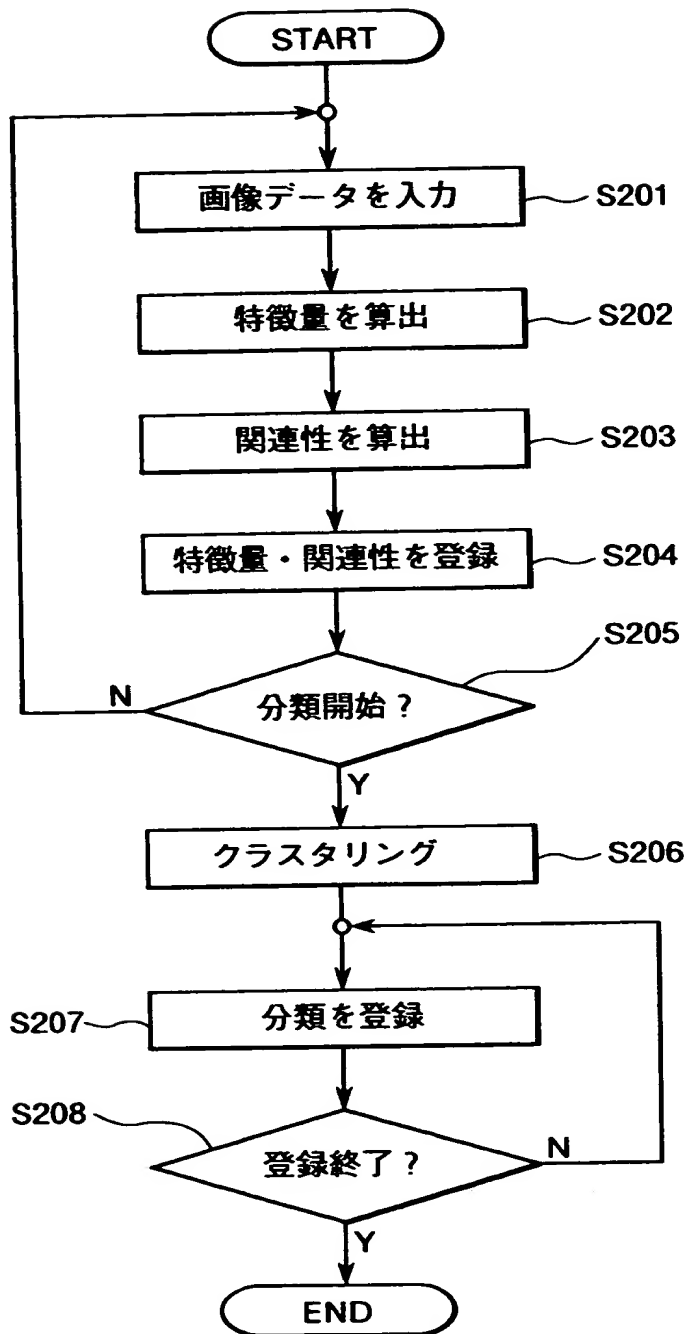 START
画像データを入力
S201
特徴量を算出
S202
関連性を算出
S203
特徴量・関連性を登録
S204
S205
分類開始?
N
Y
クラスタリング
S206
分類を登録
S207
S208
登録終了?
N
Y
END